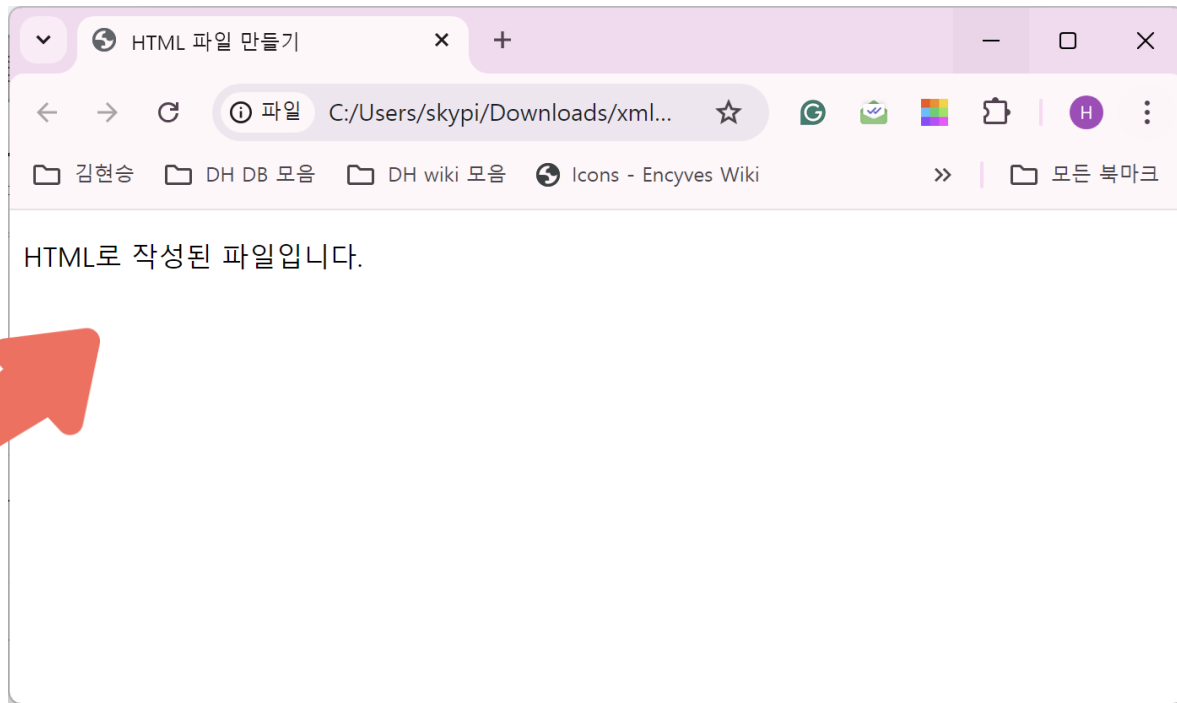 HTML 파일 만들기
파일 C:/Users/skypi/Downloads/xml...
H
김현승 DH DB 모음 DH wiki 모음 Icons - Encyves Wiki 모든 북마크
HTML로 작성된 파일입니다.